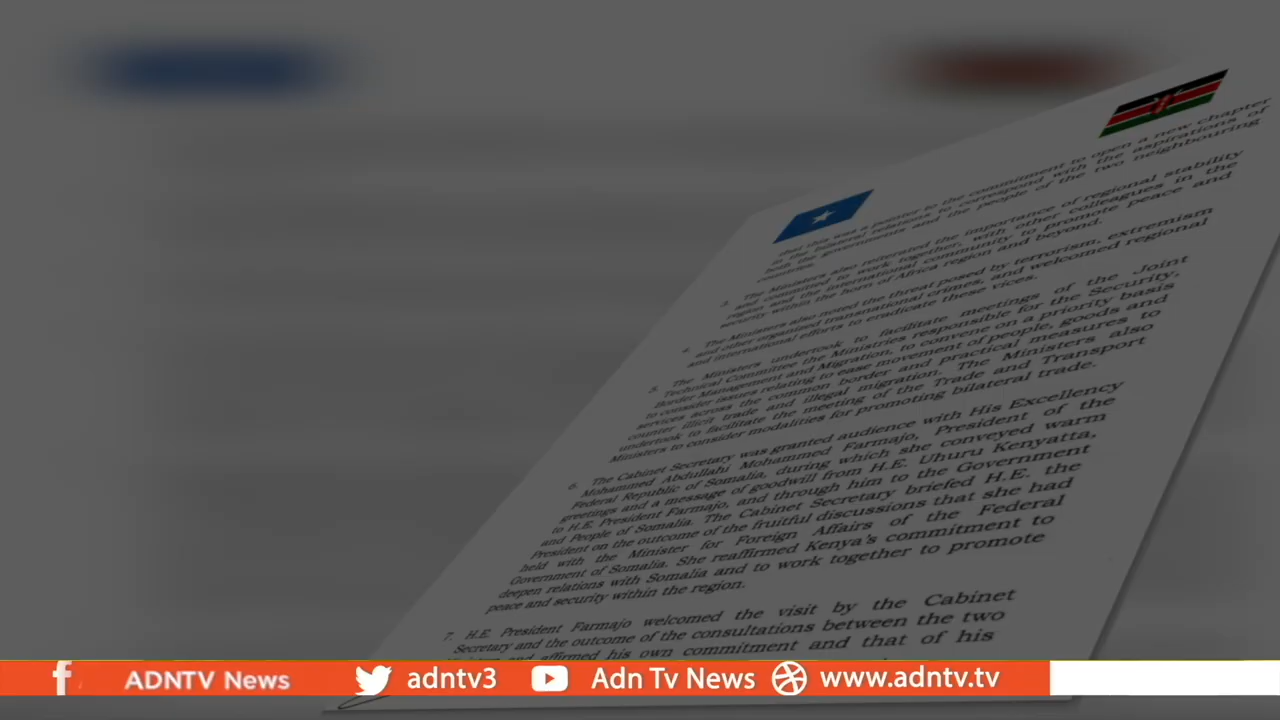 that this was a pointer to the commitment to open a new chapter
in the bilateral relations to correspond with the aspirations of
both the governments and the people of the two neighbouring
countries.
3. The Ministers also reiterated the importance of regional stability
and committed to work together, with other colleagues in the
region and the international community to promote peace and
security within the horn of Africa region and beyond.
4. The Ministers also noted the threat posed by terrorism, extremism
and other organized transnational crimes, and welcomed regional
and international efforts to eradicate these vices.
5. The Ministers undertook to facilitate meetings of the Joint
Technical Committee the Ministries responsible for the Security,
Border Management and Migration, to convene on a priority basis
to consider issues relating to ease movement of people, goods and
services across the common border and practical measures to
counter illicit trade and illegal migration. The Ministers also
undertook to facilitate the meeting of the Trade and Transport
Ministers to consider modalities for promoting bilateral trade.
6. The Cabinet Secretary was granted audience with His Excellency
Mohammed Abdullahi Mohammed Farmajo, President of the
Federal Republic of Somalia, during which she conveyed warm
greetings and a message of goodwill from H.E. Uhuru Kenyatta,
to H.E. President Farmajo, and through him to the Government
and People of Somalia. The Cabinet Secretary briefed H.E. the
President on the outcome of the fruitful discussions that she had
held with the Minister for Foreign Affairs of the Federal
Government of Somalia. She reaffirmed Kenya's commitment to
deepen relations with Somalia and to work together to promote
peace and security within the region.
7. H.E. President Farmajo welcomed the visit by the Cabinet
Secretary and the outcome of the consultations between the two
and affirmed his own commitment and that of his
ADNTV News adntv3 Adn Tv News www.adntv.tv